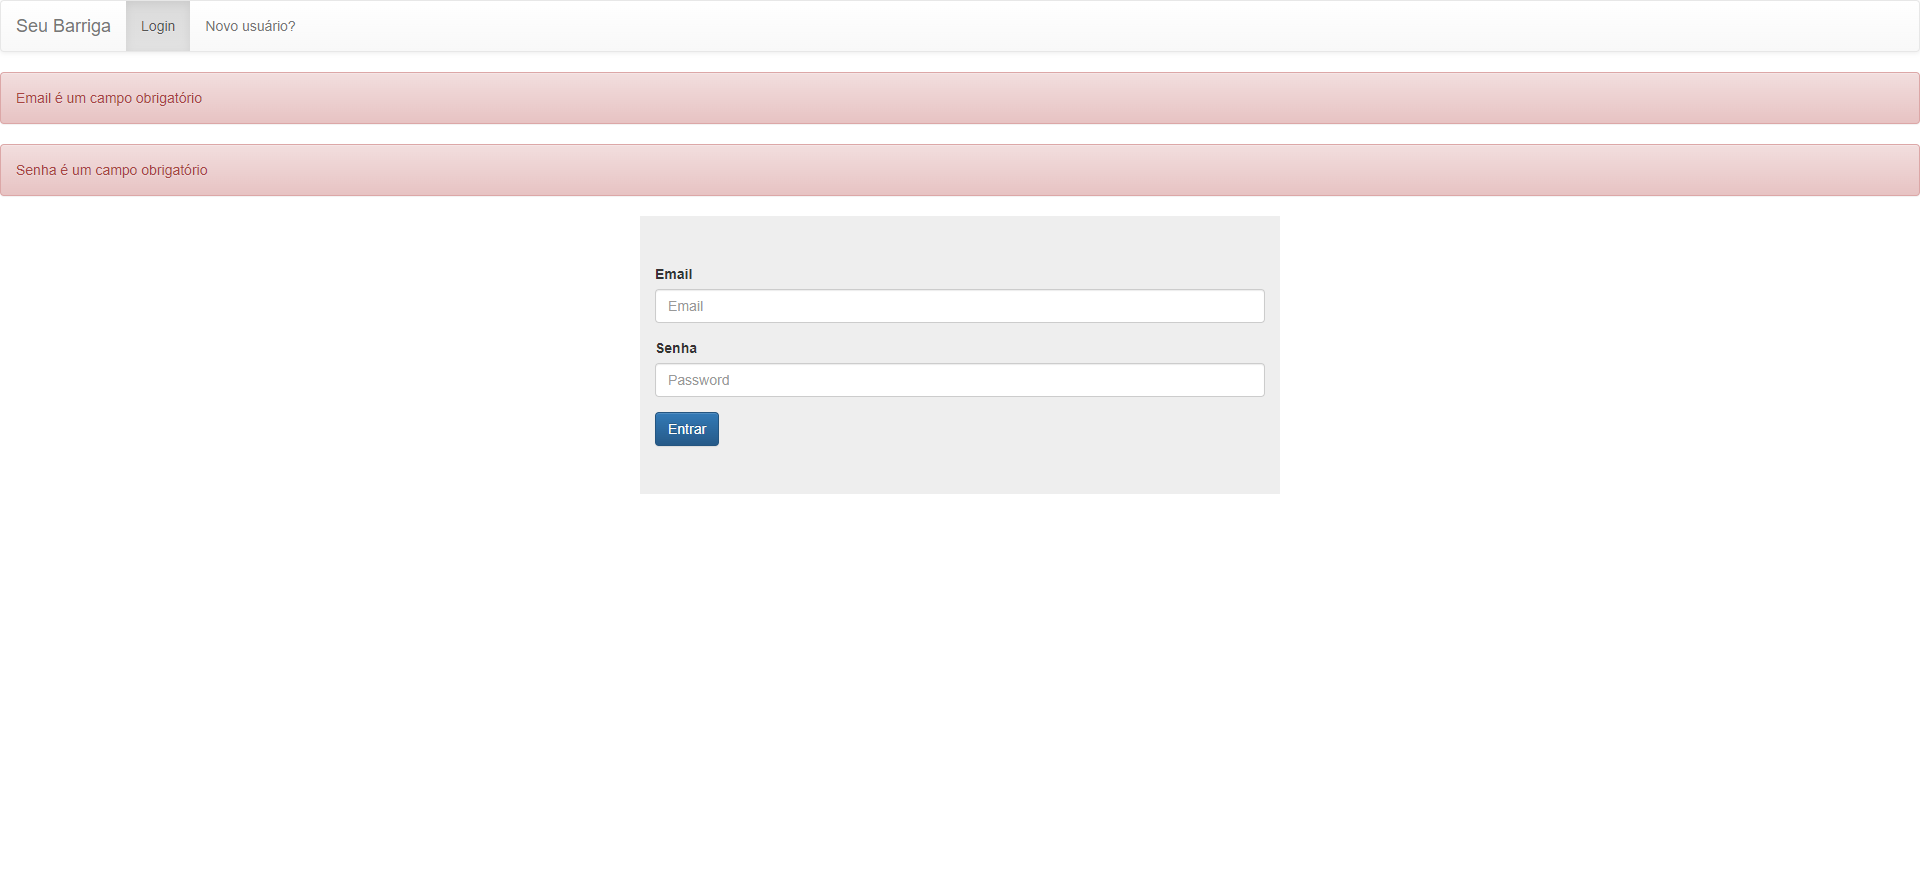 Seu Barriga Login Novo usuário?
Email é um campo obrigatório
Senha é um campo obrigatório
Email
Email
Senha
Password
Entrar